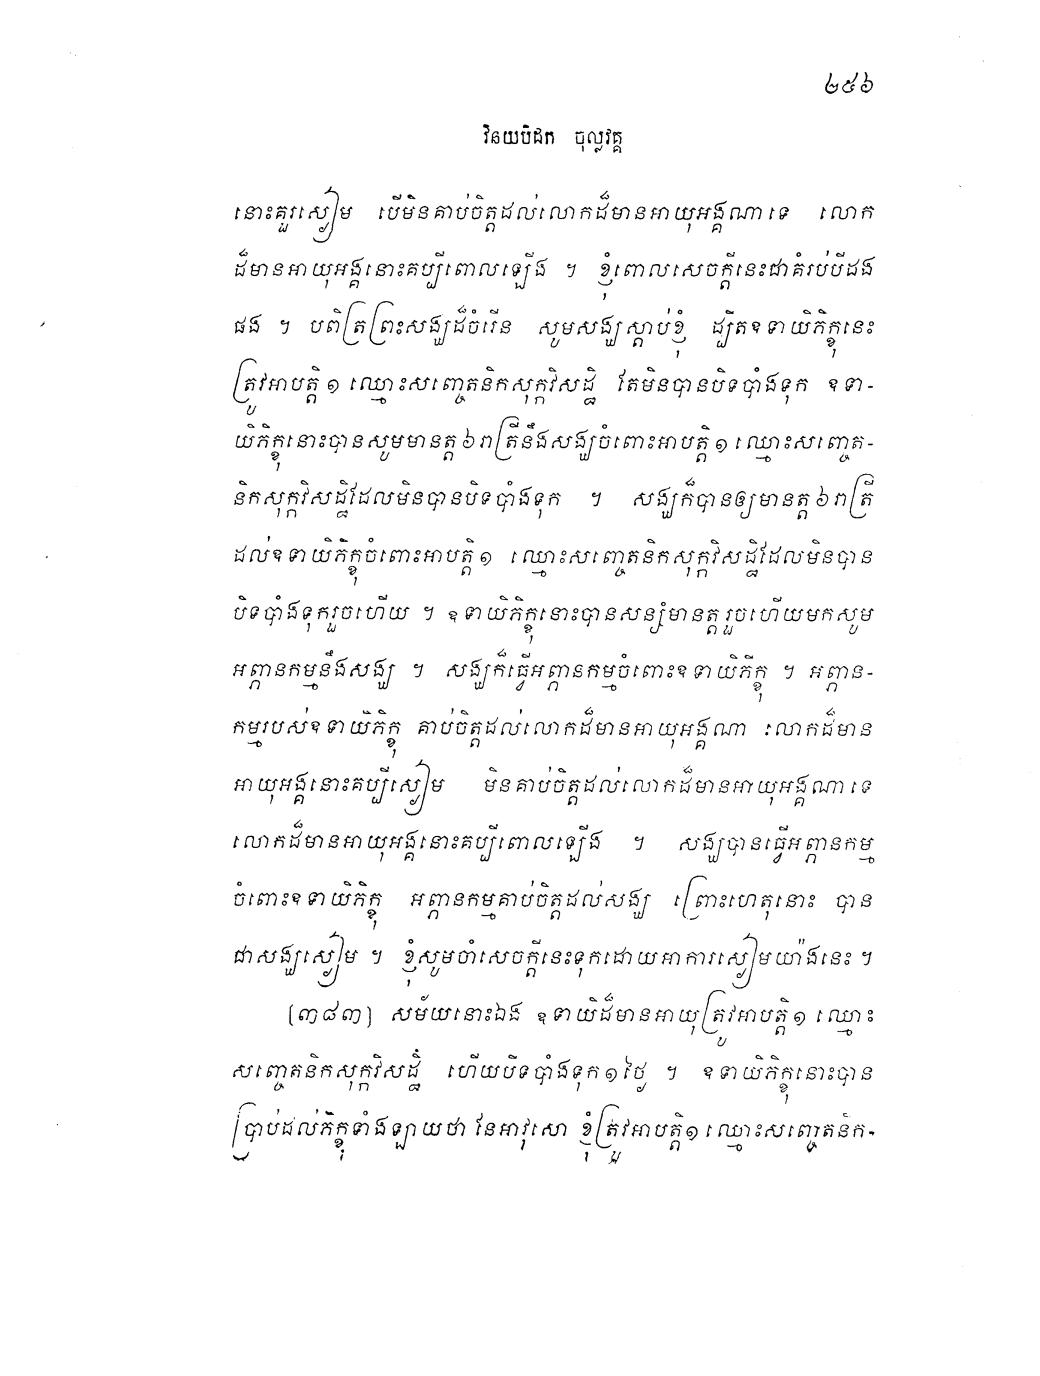 ២៥៦
វិនយបិដក ចុល្លវគ្គ
នោះគួរស្ងៀម បើមិនគាប់ចិត្តដល់លោកដ៏មានអាយុអង្គណាទេ លោក
ដ៏មានអាយុអង្គនោះគប្បីពោលឡើង ។ ខ្ញុំពោលសេចក្តីនេះជាគំរប់បីដង
ផង ។ បពិត្រព្រះសង្ឃដ៏ចំរើន សូមសង្ឃស្តាប់ខ្ញុំ ដ្បិតឧទាយិភិក្ខុនេះ
ត្រូវអាបត្តិ ១ ឈ្មោះសញ្ចេតនិកសុក្កវិសដ្ឋិ តែមិនបានបិទបាំងទុក ឧទា-
យិភិក្ខុនោះបានសូមមានត្ត ៦ រាត្រីនឹងសង្ឃចំពោះអាបត្តិ ១ ឈ្មោះសញ្ចេត-
និកសុក្កវិសដ្ឋិដែលមិនបានបិទបាំងទុក ។ សង្ឃក៏បានឲ្យមានត្ត ៦ រាត្រី
ដល់ឧទាយិភិក្ខុចំពោះអាបត្តិ ១ ឈ្មោះសញ្ចេតនិកសុក្កវិសដ្ឋិដែលមិនបាន
បិទបាំងទុករួចហើយ ។ ឧទាយិភិក្ខុនោះបានសន្សំមានត្តរួចហើយមកសូម
អព្ភានកម្មនឹងសង្ឃ ។ សង្ឃក៏ធ្វើអព្ភានកម្មចំពោះឧទាយិភិក្ខុ ។ អព្ភាន-
កម្មរបស់ឧទាយិភិក្ខុ គាប់ចិត្តដល់លោកដ៏មានអាយុអង្គណា លោកដ៏មាន
អាយុអង្គនោះគប្បីស្ងៀម មិនគាប់ចិត្តដល់លោកដ៏មានអាយុអង្គណាទេ
លោកដ៏មានអាយុអង្គនោះគប្បីពោលឡើង ។ សង្ឃបានធ្វើអព្ភានកម្ម
ចំពោះឧទាយិភិក្ខុ អព្ភានកម្មគាប់ចិត្តដល់សង្ឃ ព្រោះហេតុនោះ បាន
ជាសង្ឃស្ងៀម ។ ខ្ញុំសូមចាំសេចក្តីនេះទុកដោយអាការស្ងៀមយ៉ាងនេះ ។
(៣៨៣) សម័យនោះឯង ឧទាយិដ៏មានអាយុត្រូវអាបត្តិ ១ ឈ្មោះ
សញ្ចេតនិកសុក្កវិសដ្ឋិ ហើយបិទបាំងទុក ១ ថ្ងៃ ។ ឧទាយិភិក្ខុនោះបាន
ប្រាប់ដល់ភិក្ខុទាំងឡាយថា នែអាវុសោ ខ្ញុំត្រូវអាបត្តិ ១ ឈ្មោះសញ្ចេតនិក-